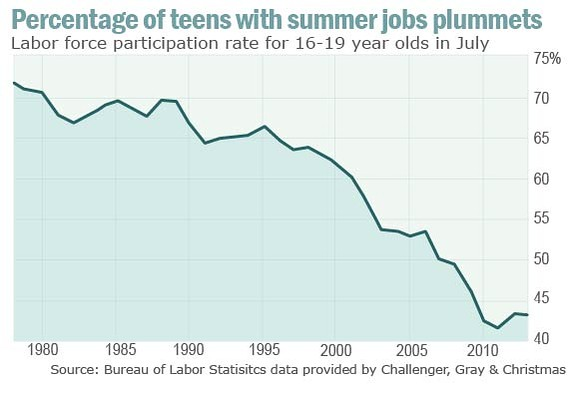 Percentage of teens with summer jobs plummets
Labor force participation rate for 16-19 year olds in July
75%
70
65
60
55
50
45
40
1980 1985 1990 1995 2000 2005 2010
Source: Bureau of Labor Statisitcs data provided by Challenger, Gray & Christmas